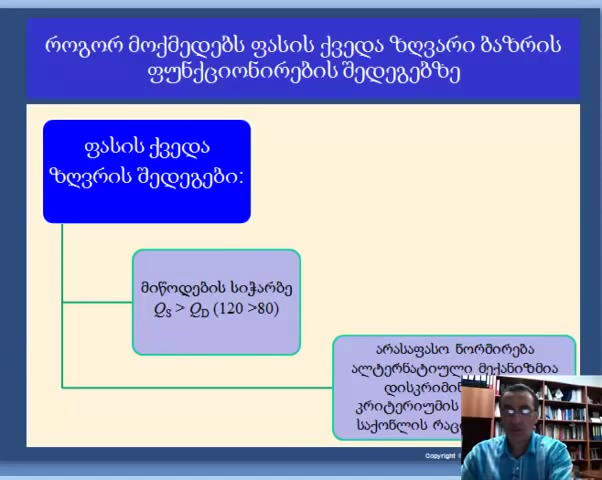 როგორ მოქმედებს ფასის ქვედა ზღვარი ბაზრის
ფუნქციონირების შედეგებზე
ფასის ქვედა
ზღვრის შედეგები:
მიწოდების სიჭარბე
QS > QD (120 >80)
არასაფასო ნორმირება
ალტერნატიული მექანიზმია
კრიტერიუმის
საქონლის
Copyright ©